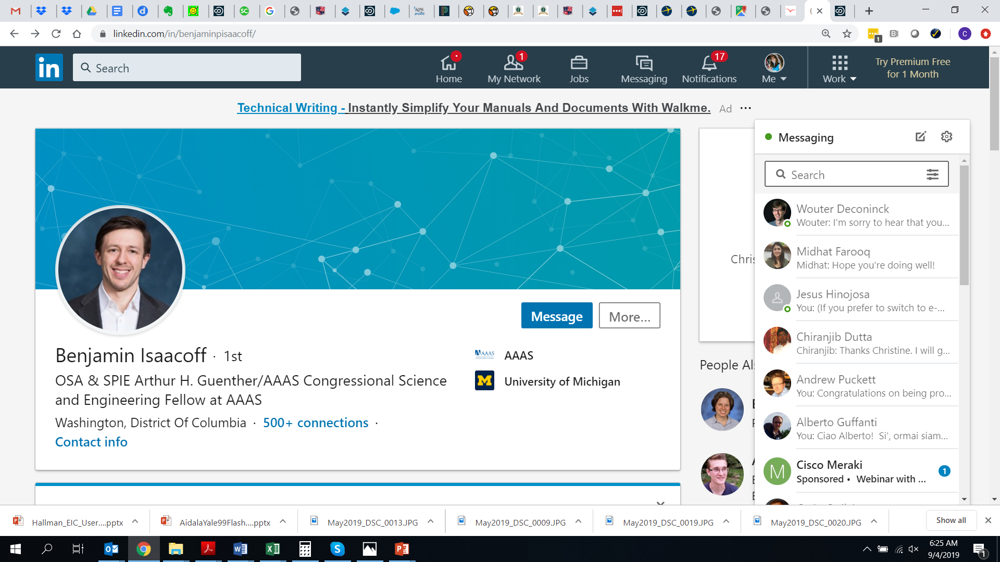 linkedin.com/in/benjaminpisaacoff/
1
C
in
Search
Home
1
My Network
Jobs
Messaging
17
Notifications
Me
Work
Try Premium Free
for 1 Month
Technical Writing - Instantly Simplify Your Manuals And Documents With Walkme. Ad ...
Message
More...
Benjamin Isaacoff · 1st
OSA & SPIE Arthur H. Guenther/AAAS Congressional Science
and Engineering Fellow at AAAS
Washington, District Of Columbia · 500+ connections ·
Contact info
AAAS
AAAS
M
University of Michigan
Chris
People Al
Messaging
Search
Wouter Deconinck
Wouter: I'm sorry to hear that you...
Midhat Farooq
Midhat: Hope you're doing well!
Jesus Hinojosa
You: (If you prefer to switch to e-...
Chiranjib Dutta
Chiranjib: Thanks Christine. I will g...
Andrew Puckett
You: Congratulations on being pro...
Alberto Guffanti
You: Ciao Alberto! Si', ormai siam...
M
Cisco Meraki
1
Sponsored • Webinar with ...
Hallman_EIC_User....pptx
AidalaYale99Flash....pptx
May2019_DSC_0013.JPG
May2019_DSC_0009.JPG
May2019_DSC_0019.JPG
May2019_DSC_0020.JPG
Show all
6:25 AM
9/4/2019
1